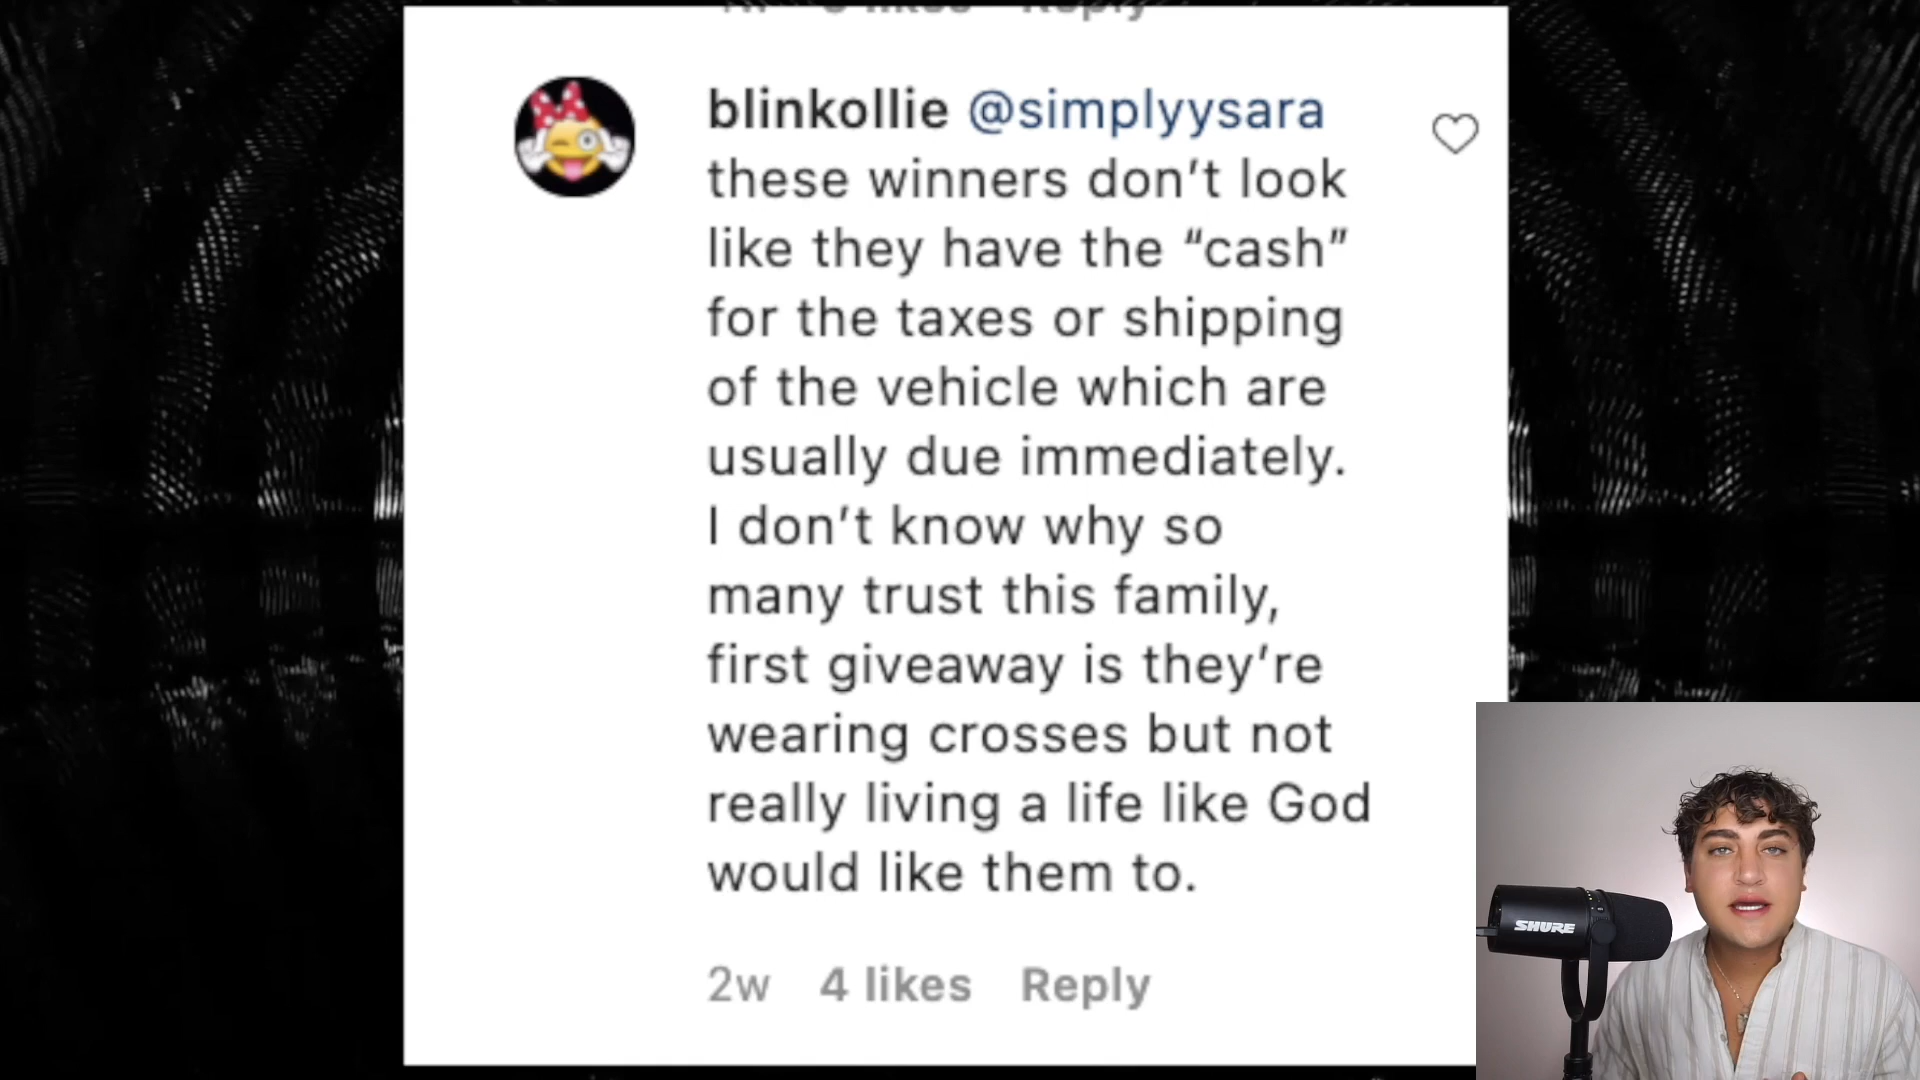 blinkollie @simplyysara
these winners don’t look
like they have the “cash”
for the taxes or shipping
of the vehicle which are
usually due immediately.
I don’t know why so
many trust this family,
first giveaway is they’re
wearing crosses but not
really living a life like God
would like them to.
2w 4 likes Reply
SHURE